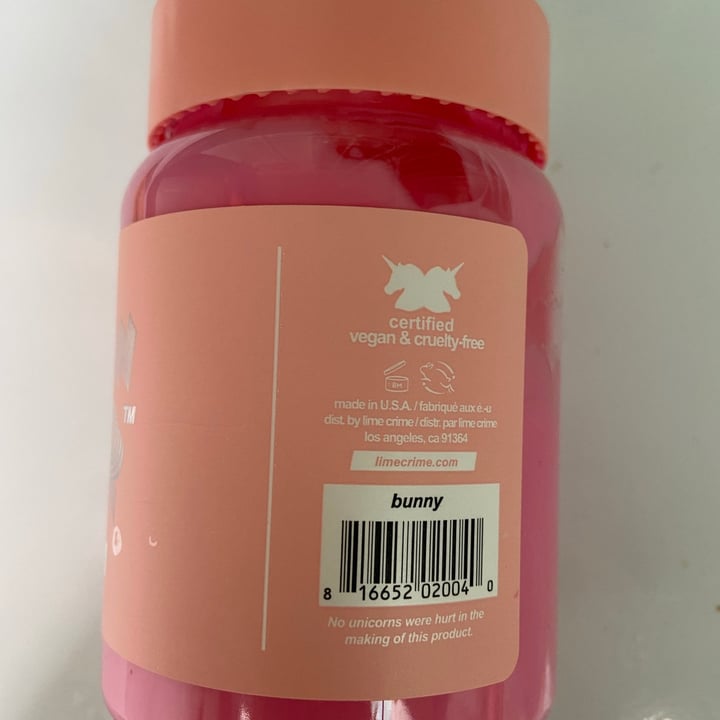 TM
certified
vegan & cruelty-free
made in U.S.A. / fabriqué aux é.-u
dist. by lime crime / distr. par lime crime
los angeles, ca 91364
limecrime.com
bunny
8 16652 02004 0
No unicorns were hurt in the
making of this product.